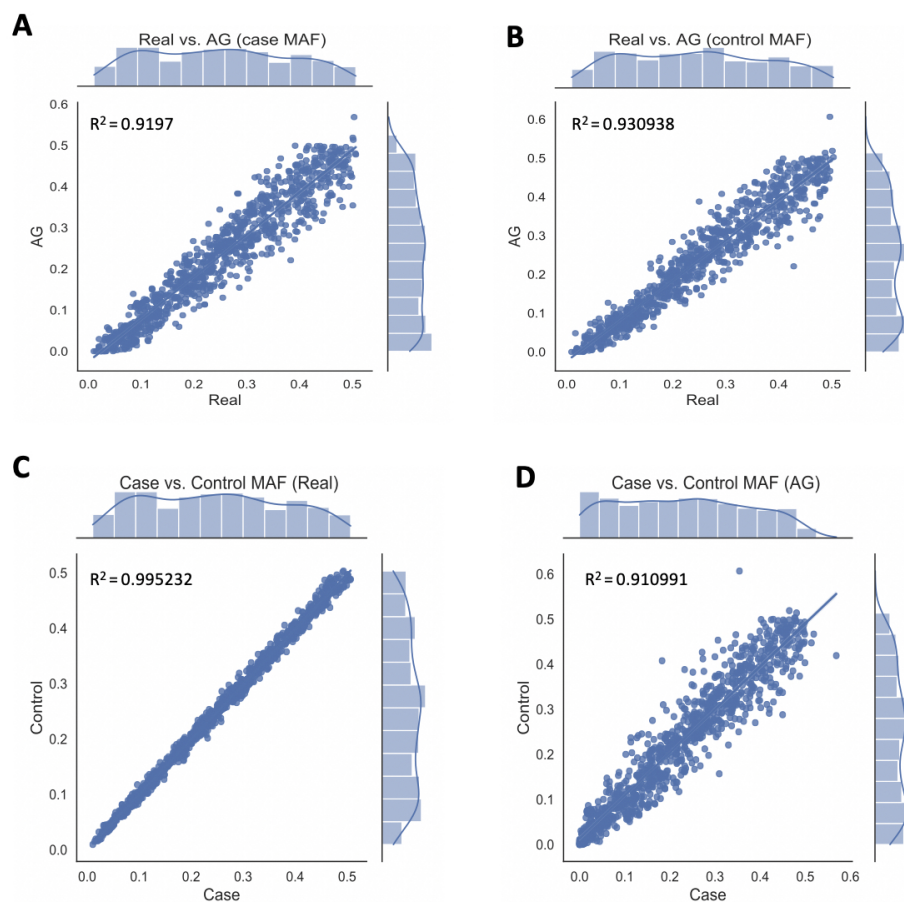 A
Real vs. AG (case MAF)
R² = 0.9197
0.6
0.5
0.4
0.3
0.2
0.1
0.0
AG
0.0 0.1 0.2 0.3 0.4 0.5
Real
B
Real vs. AG (control MAF)
R² = 0.930938
0.6
0.5
0.4
0.3
0.2
0.1
0.0
AG
0.0 0.1 0.2 0.3 0.4 0.5
Real
C
Case vs. Control MAF (Real)
R² = 0.995232
0.5
0.4
0.3
0.2
0.1
0.0
Control
0.0 0.1 0.2 0.3 0.4 0.5
Case
D
Case vs. Control MAF (AG)
R² = 0.910991
0.6
0.5
0.4
0.3
0.2
0.1
0.0
Control
0.0 0.1 0.2 0.3 0.4 0.5 0.6
Case